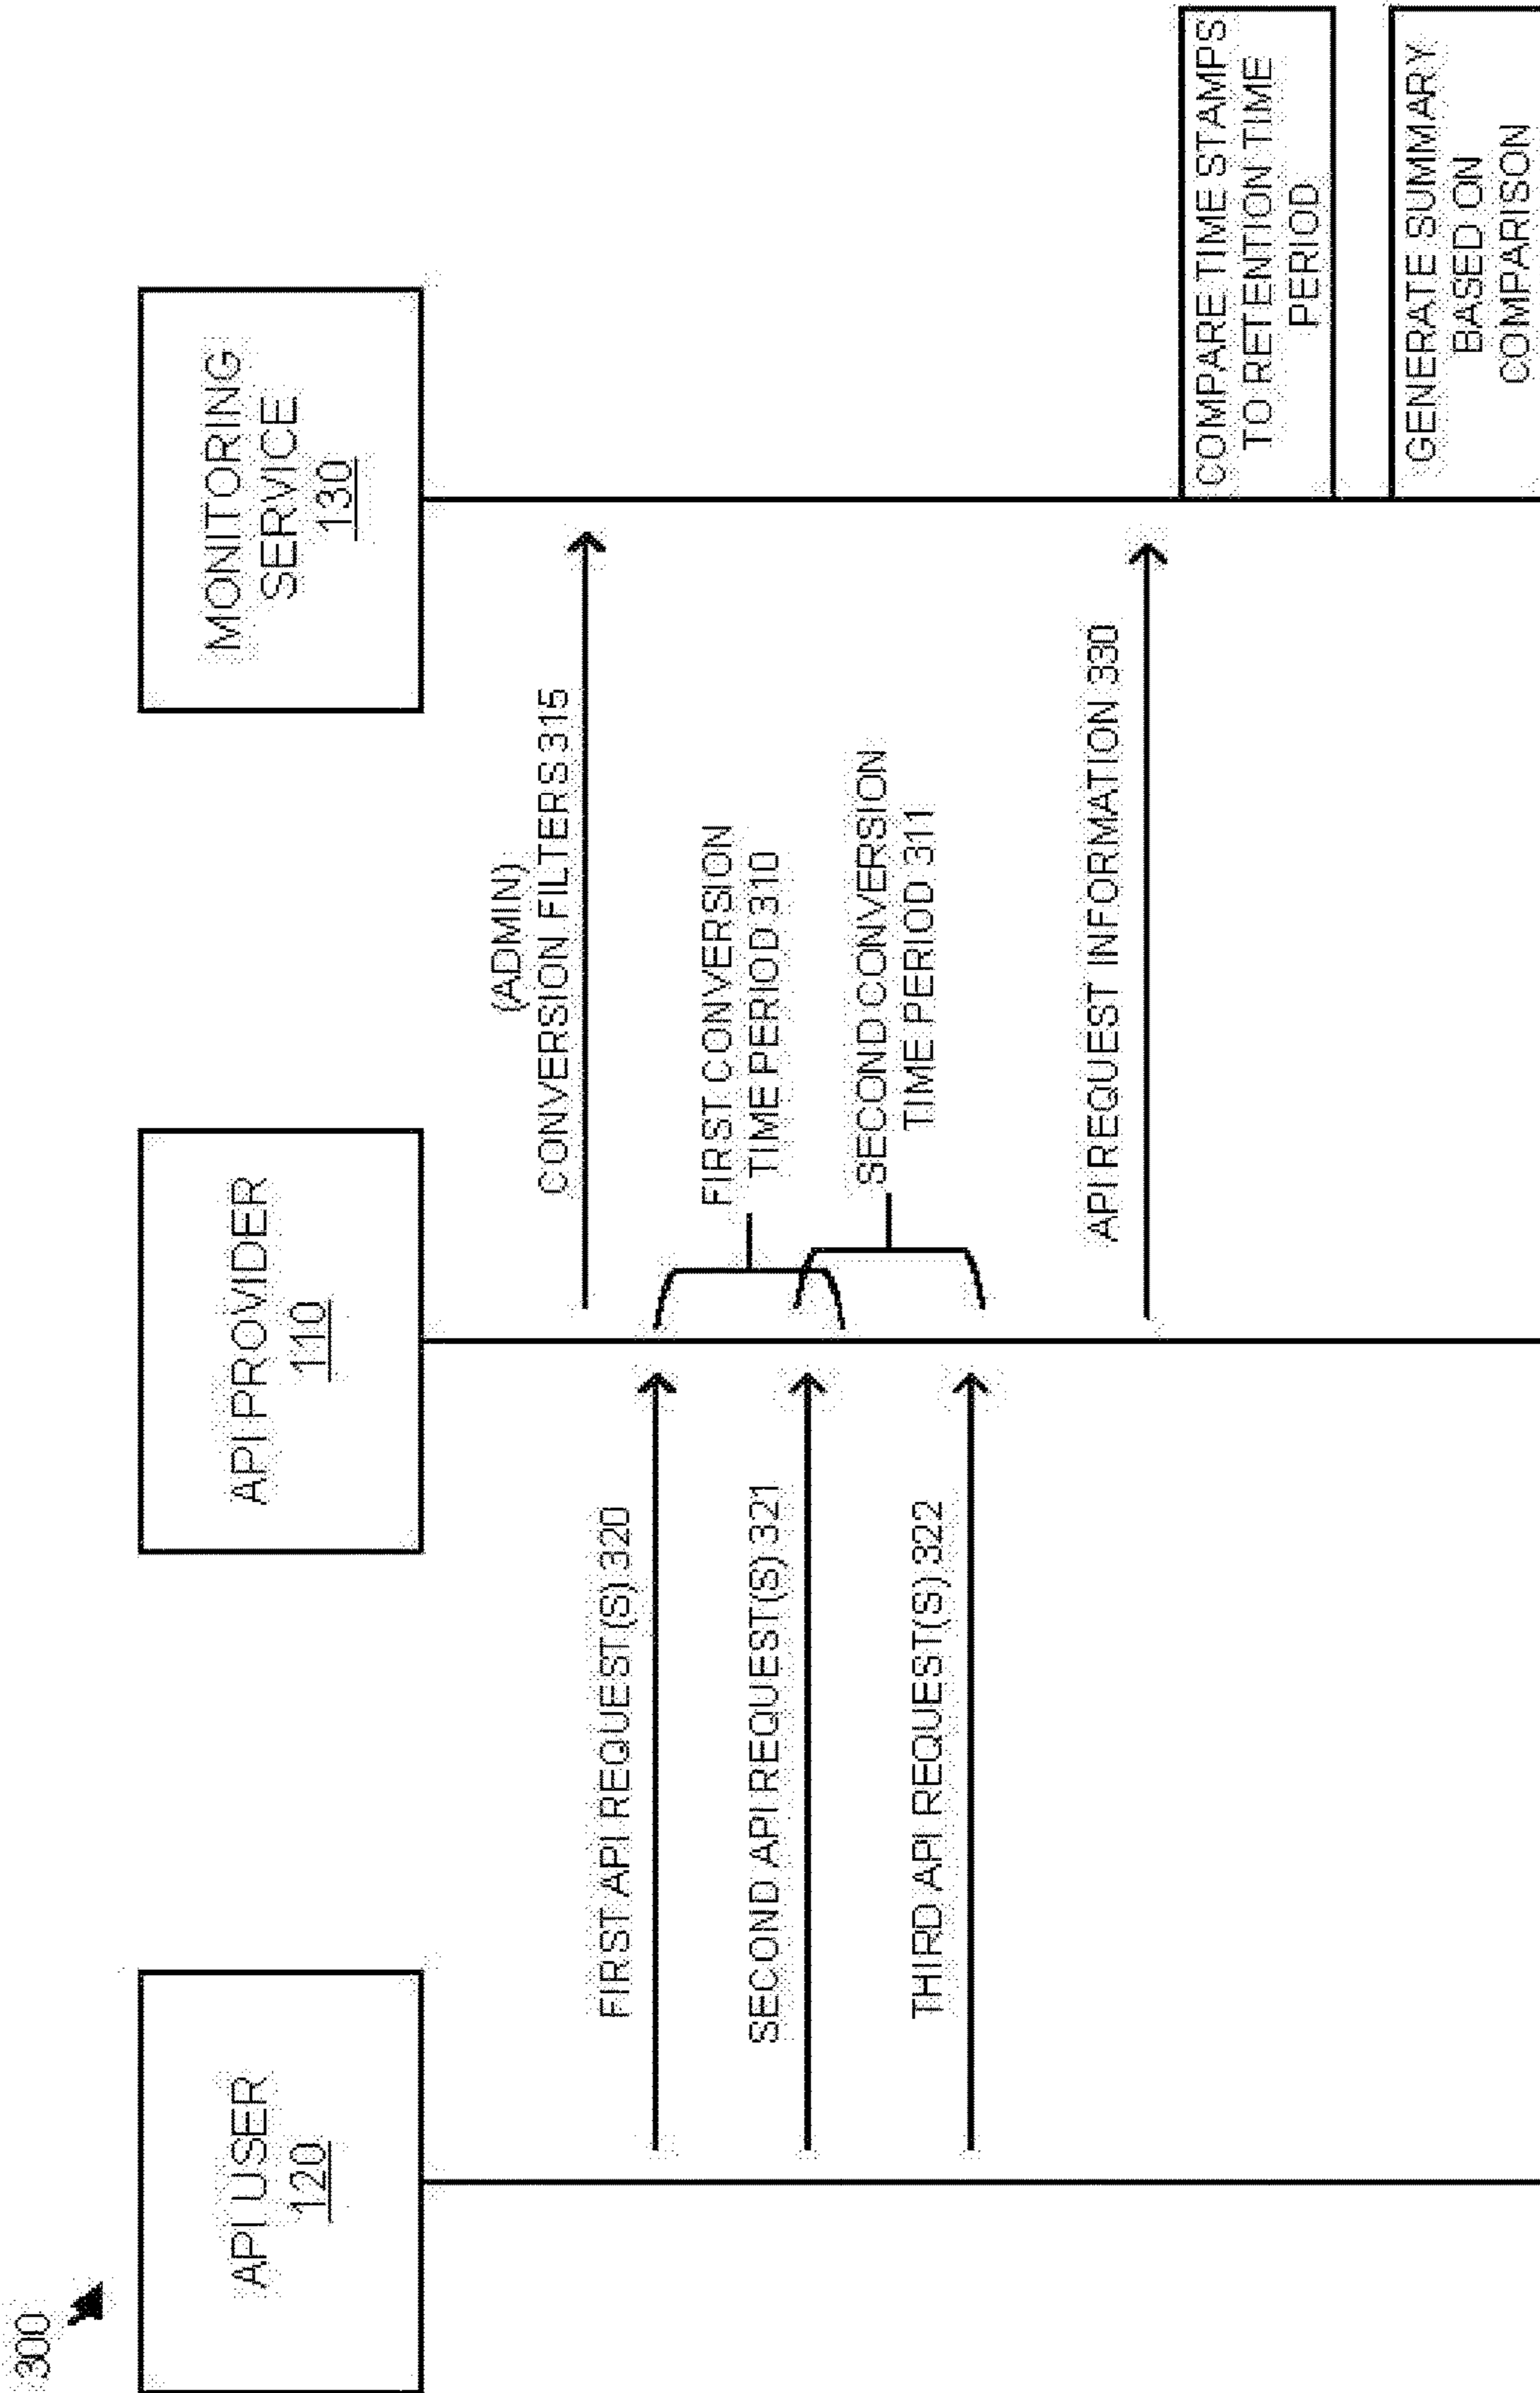 300
API USER
120
API PROVIDER
110
MONITORING
SERVICE
130
(ADMIN)
CONVERSION FILTERS 315
FIRST API REQUEST(S) 320
FIRST CONVERSION
TIME PERIOD 310
SECOND API REQUEST(S) 321
SECOND CONVERSION
TIME PERIOD 311
THIRD API REQUEST(S) 322
API REQUEST INFORMATION 330
COMPARE TIME STAMPS
TO RETENTION TIME
PERIOD
GENERATE SUMMARY
BASED ON
COMPARISON